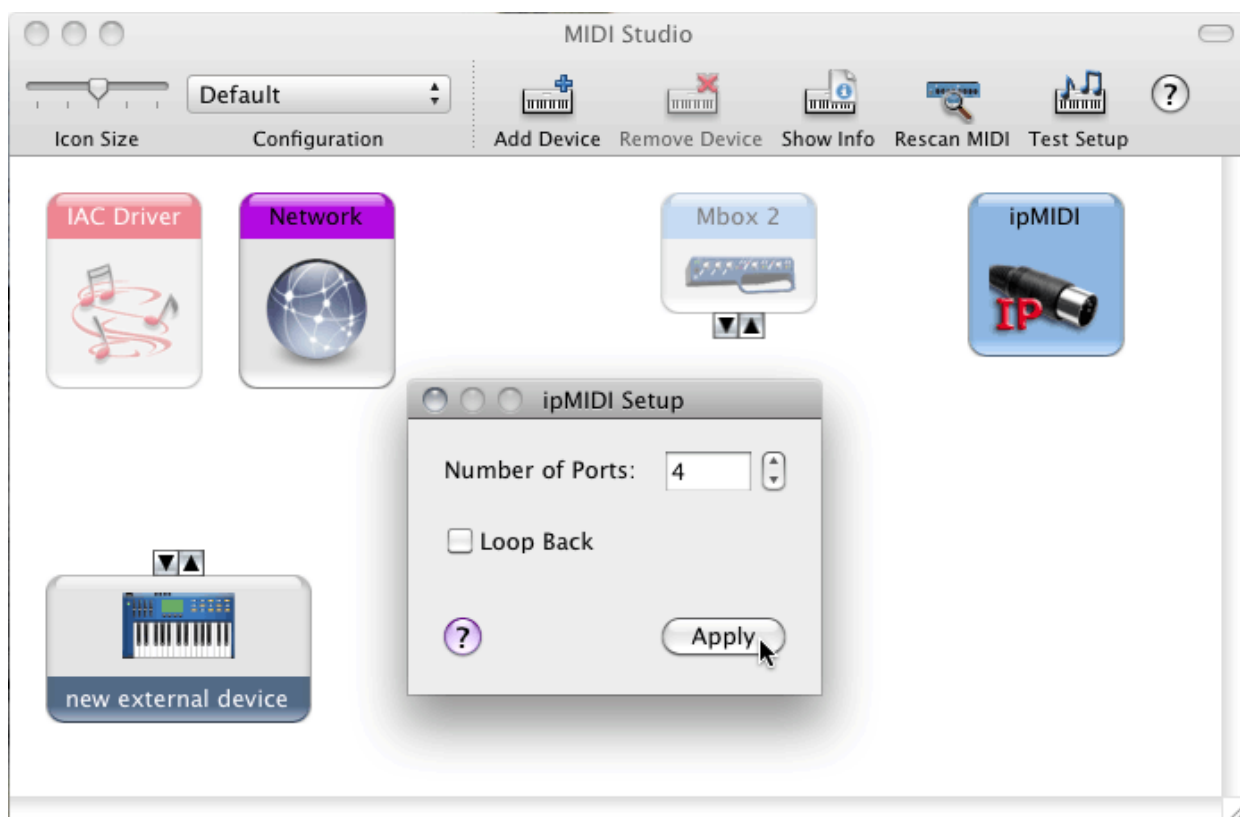 MIDI Studio
Default
Icon Size
Configuration
Add Device
Remove Device
Show Info
Rescan MIDI
Test Setup
?
IAC Driver
Network
Mbox 2
ipMIDI
IP
ipMIDI Setup
Number of Ports: 4
Loop Back
?
Apply
new external device